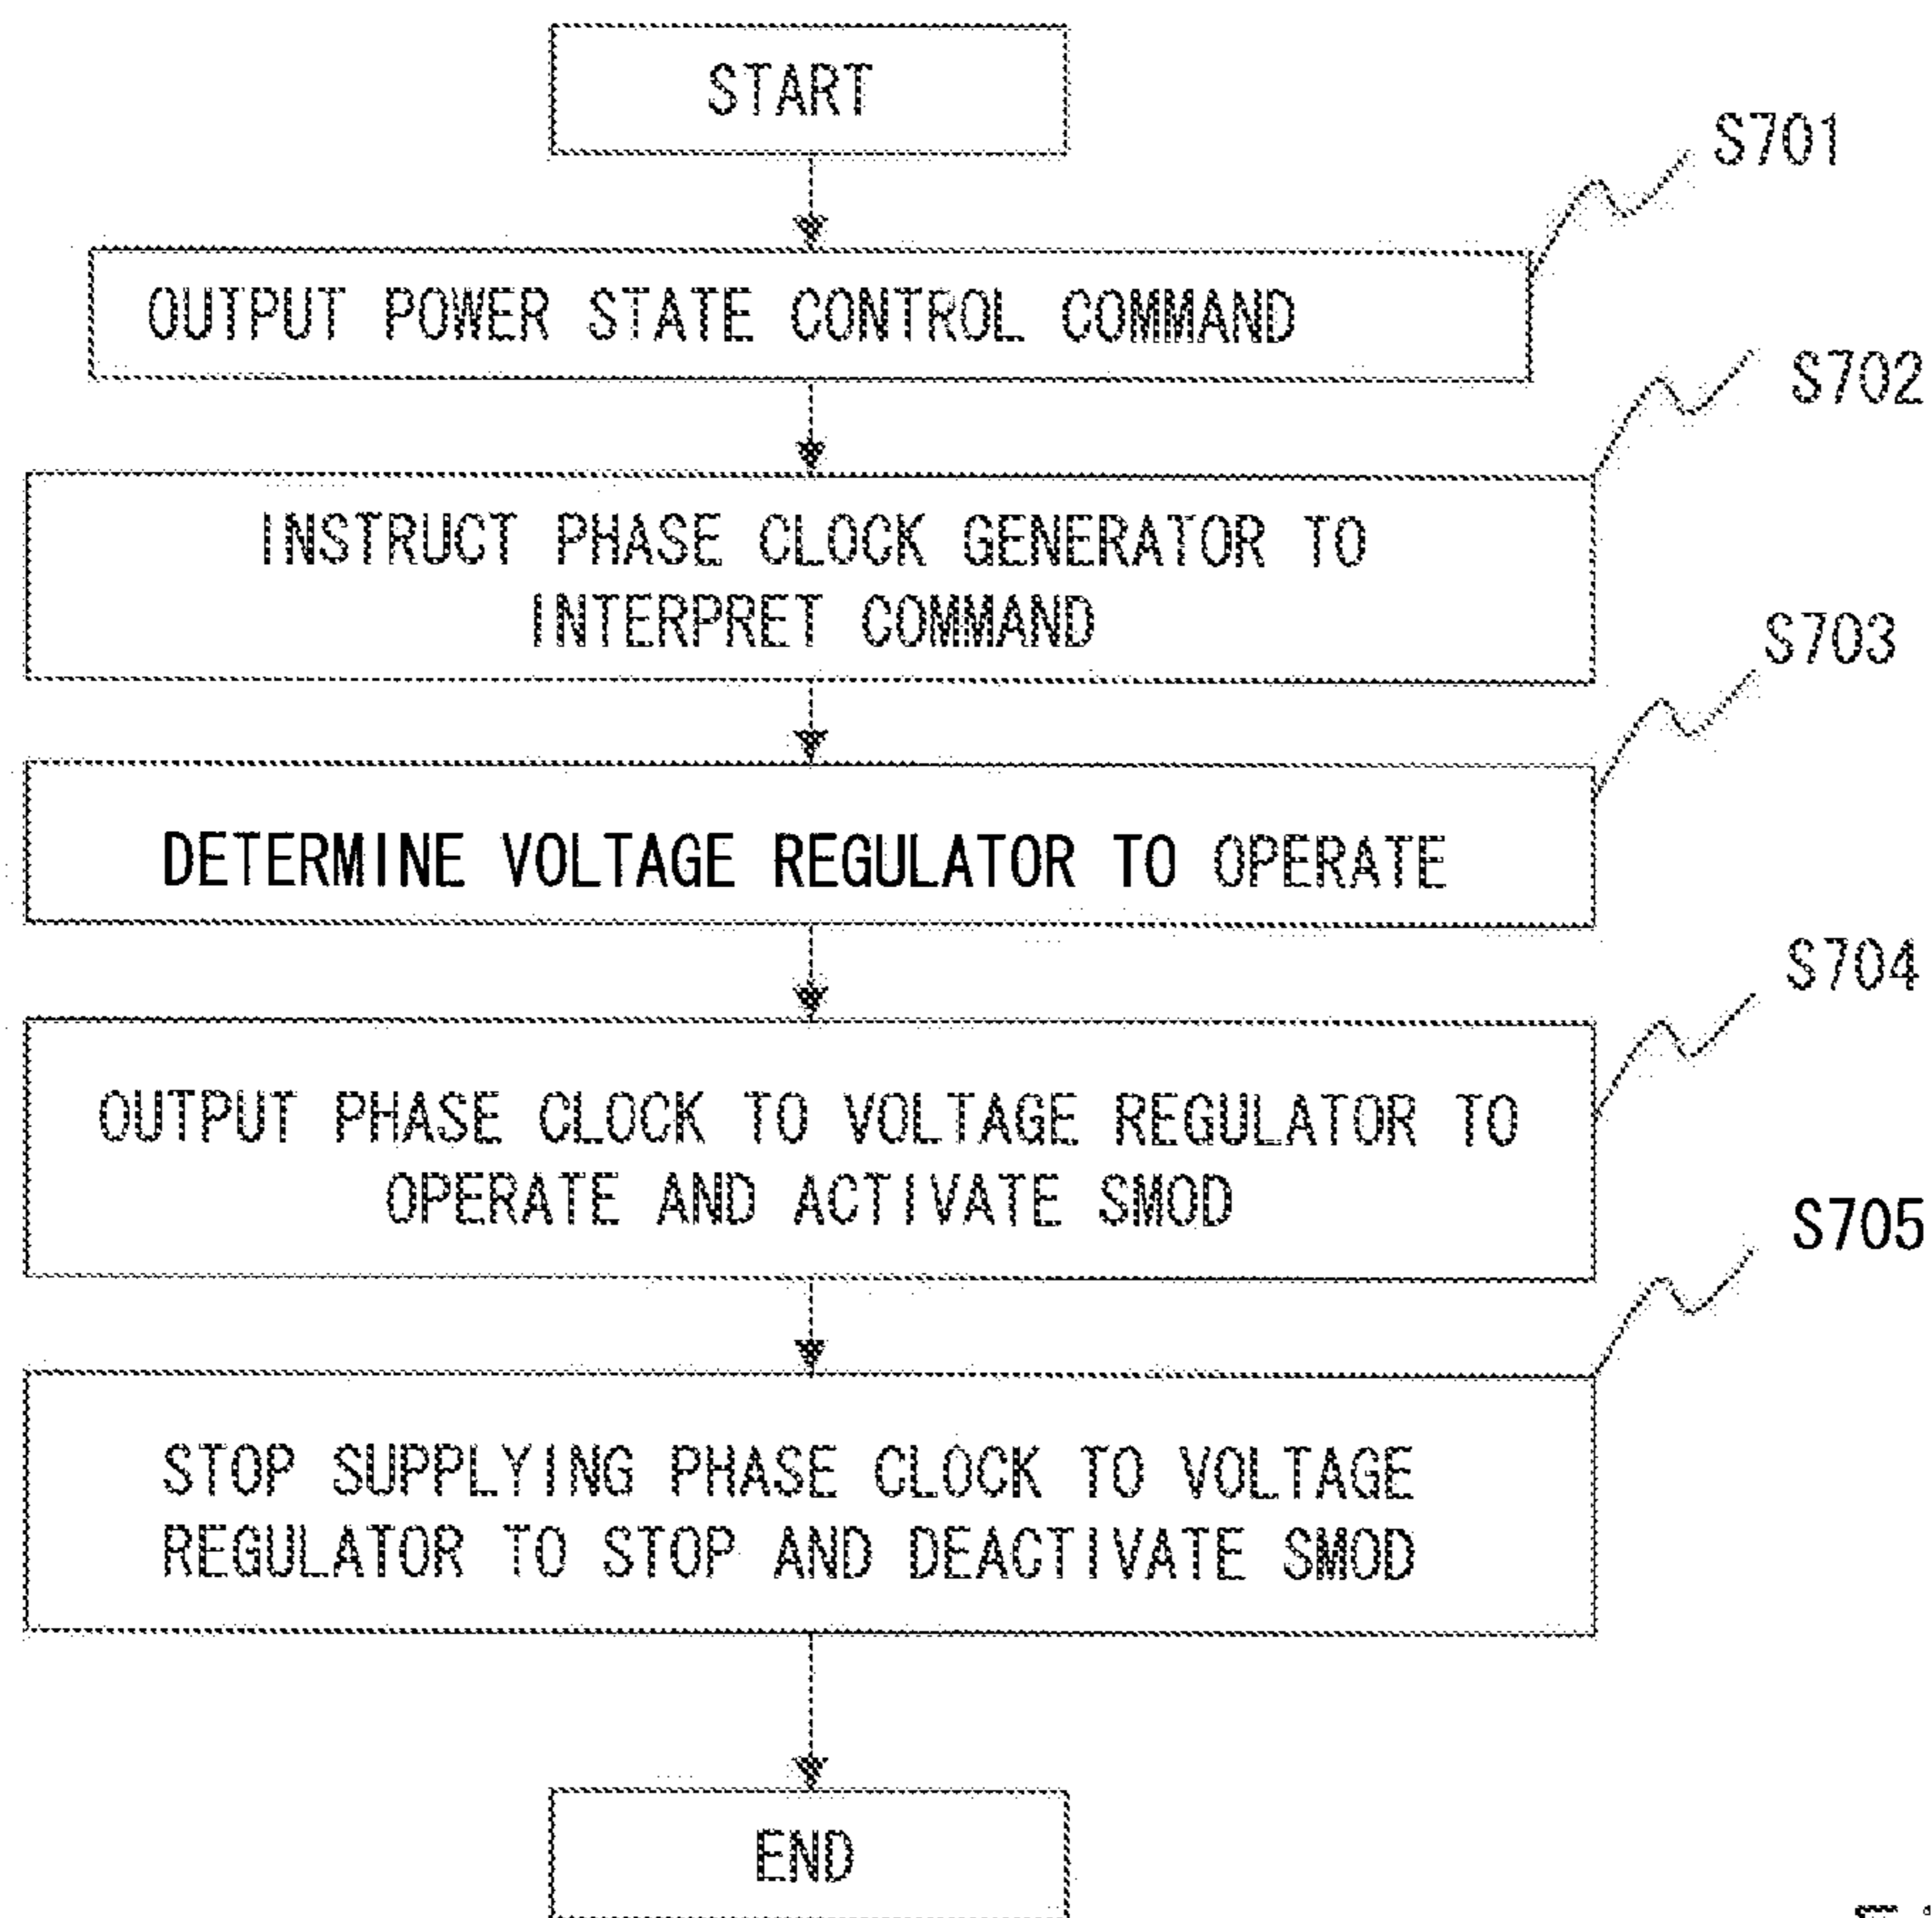 START
S701
OUTPUT POWER STATE CONTROL COMMAND
S702
INSTRUCT PHASE CLOCK GENERATOR TO
INTERPRET COMMAND
S703
DETERMINE VOLTAGE REGULATOR TO OPERATE
S704
OUTPUT PHASE CLOCK TO VOLTAGE REGULATOR TO
OPERATE AND ACTIVATE SMOD
S705
STOP SUPPLYING PHASE CLOCK TO VOLTAGE
REGULATOR TO STOP AND DEACTIVATE SMOD
END